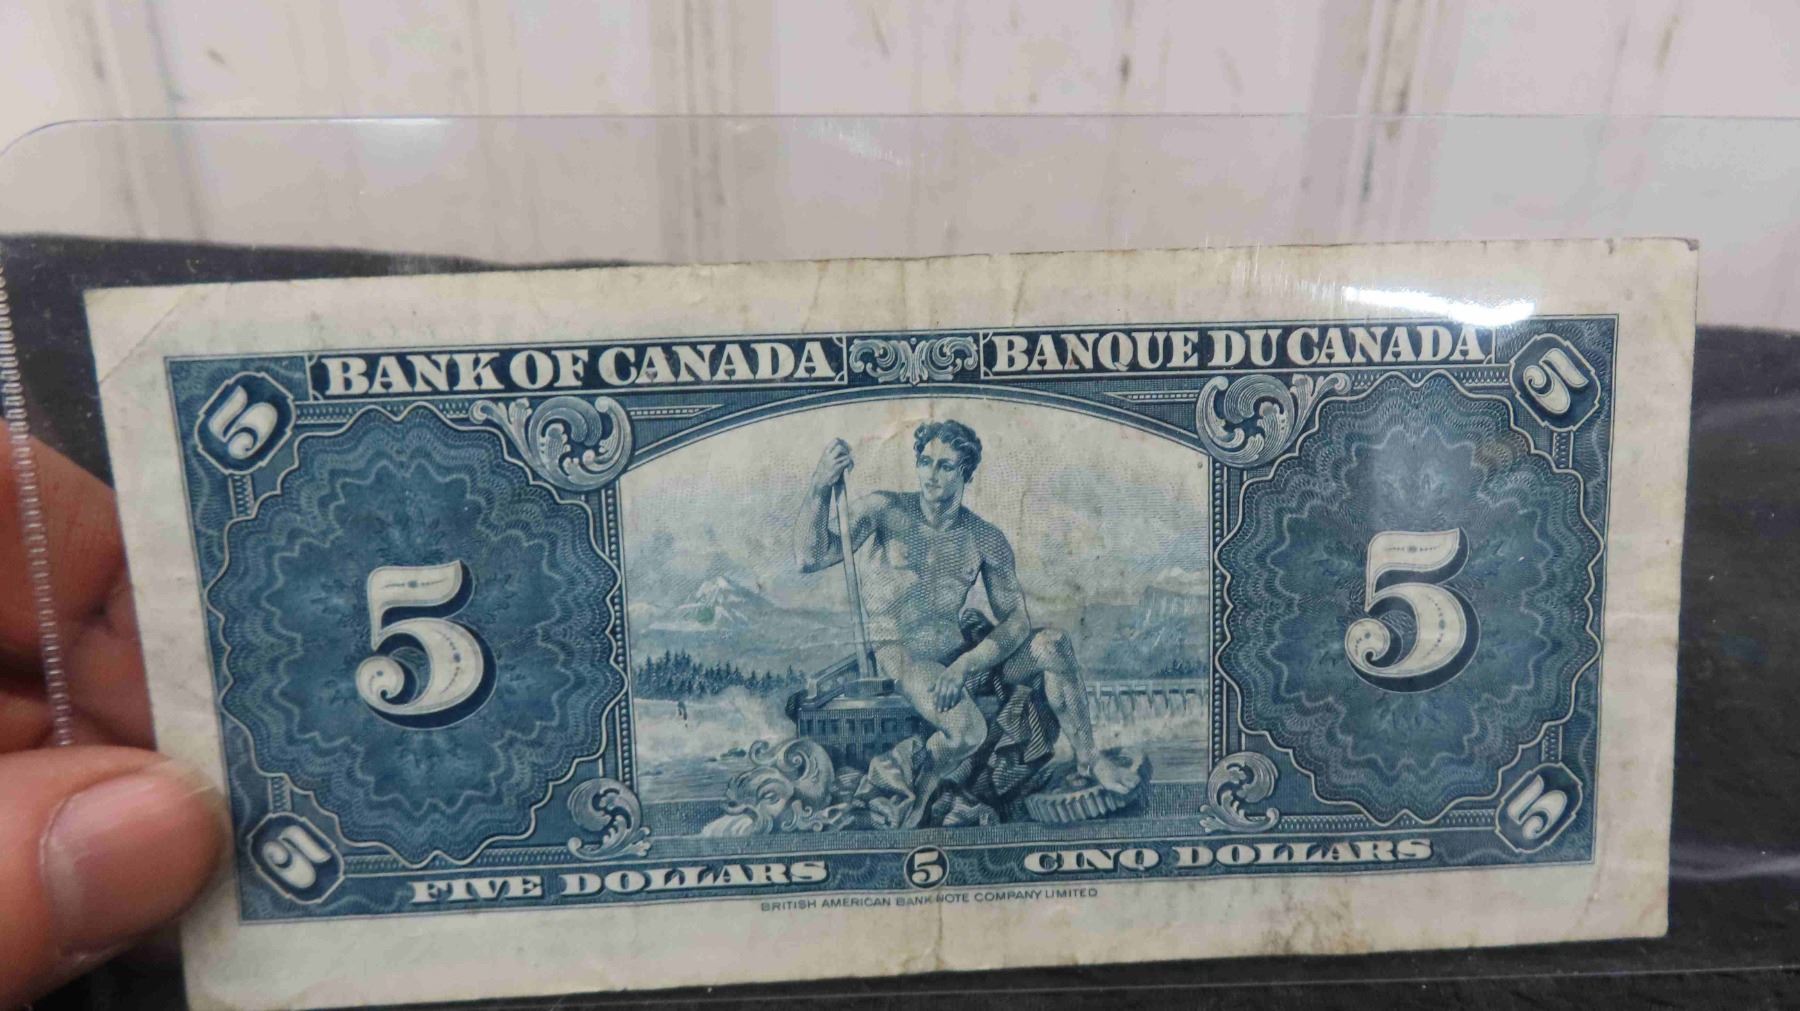 BANK OF CANADA BANQUE DU CANADA
5 5
5 5
5 5
FIVE DOLLARS 5 CINQ DOLLARS
BRITISH AMERICAN BANK NOTE COMPANY LIMITED